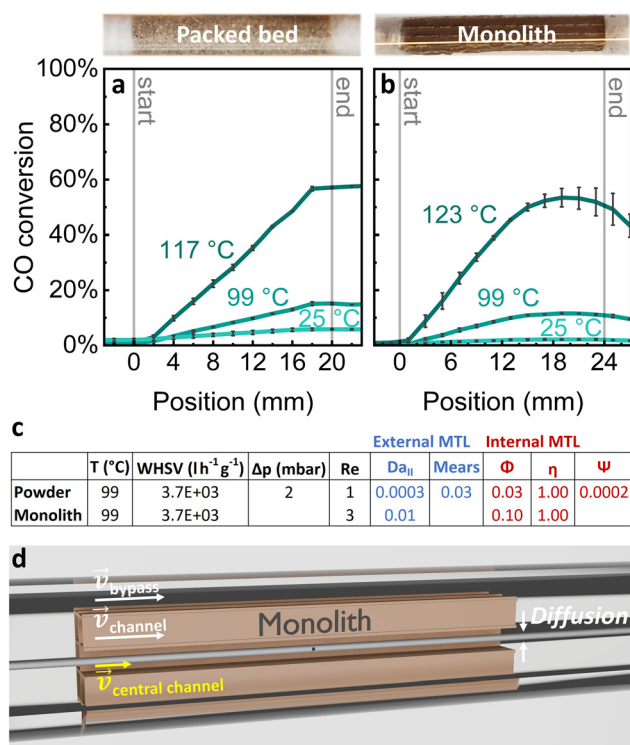 Packed bed
Monolith
a
b
start
end
start
end
100%
80%
60%
40%
20%
0%
CO conversion
117 °C
99 °C
25 °C
123 °C
99 °C
25 °C
0 4 8 12 16 20
0 6 12 18 24
Position (mm)
Position (mm)
c
External MTL Internal MTL
T (°C) WHSV (l h⁻¹ g⁻¹) Δp (mbar) Re Da_II Mears Φ η Ψ
Powder 99 3.7E+03 2 1 0.0003 0.03 0.03 1.00 0.0002
Monolith 99 3.7E+03 3 0.01 0.10 1.00
d
v⃗ bypass
v⃗ channel
Monolith
Diffusion
v⃗ central channel